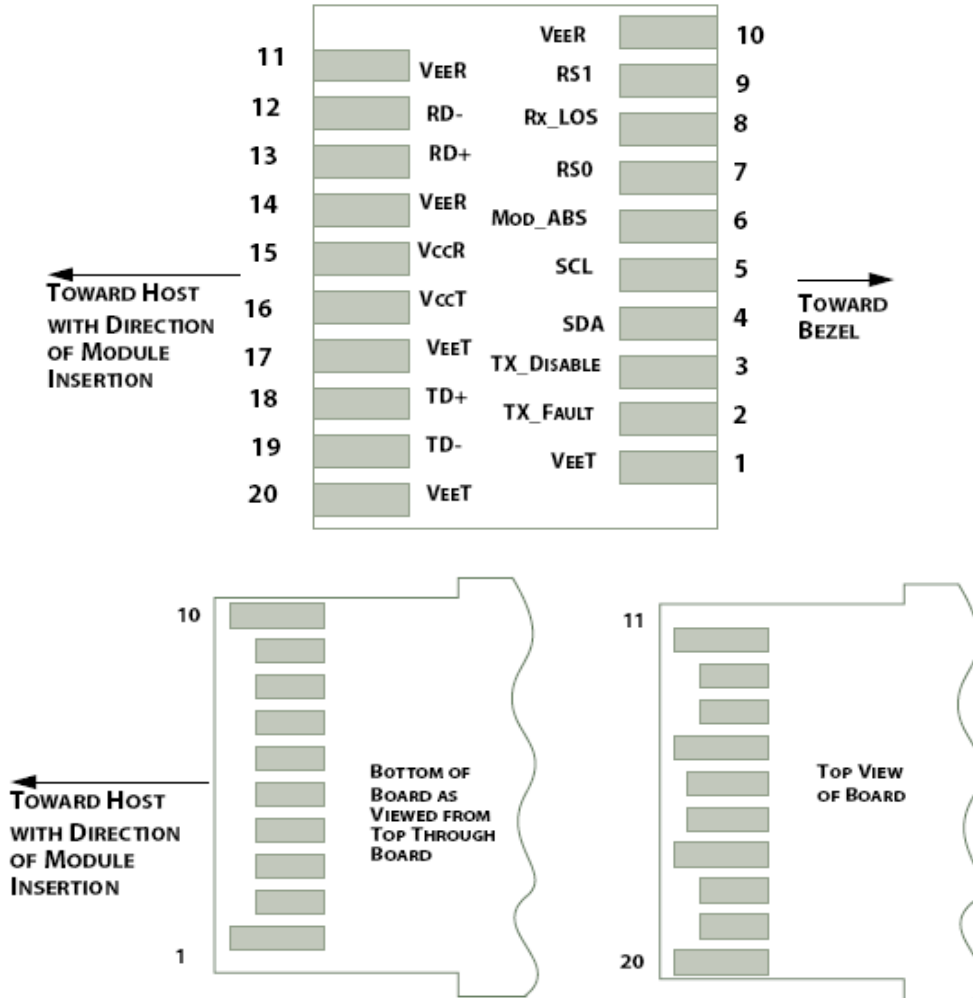 VEER 10
11 VEER RS1 9
12 RD- Rx_LOS 8
13 RD+ RS0 7
14 VEER MOD_ABS 6
15 VCCR SCL 5
16 VCCT SDA 4
17 VEET TX_DISABLE 3
18 TD+ TX_FAULT 2
19 TD- VEET 1
20 VEET
TOWARD HOST
WITH DIRECTION
OF MODULE
INSERTION
TOWARD
BEZEL
10
1
BOTTOM OF
BOARD AS
VIEWED FROM
TOP THROUGH
BOARD
TOWARD HOST
WITH DIRECTION
OF MODULE
INSERTION
11
20
TOP VIEW
OF BOARD